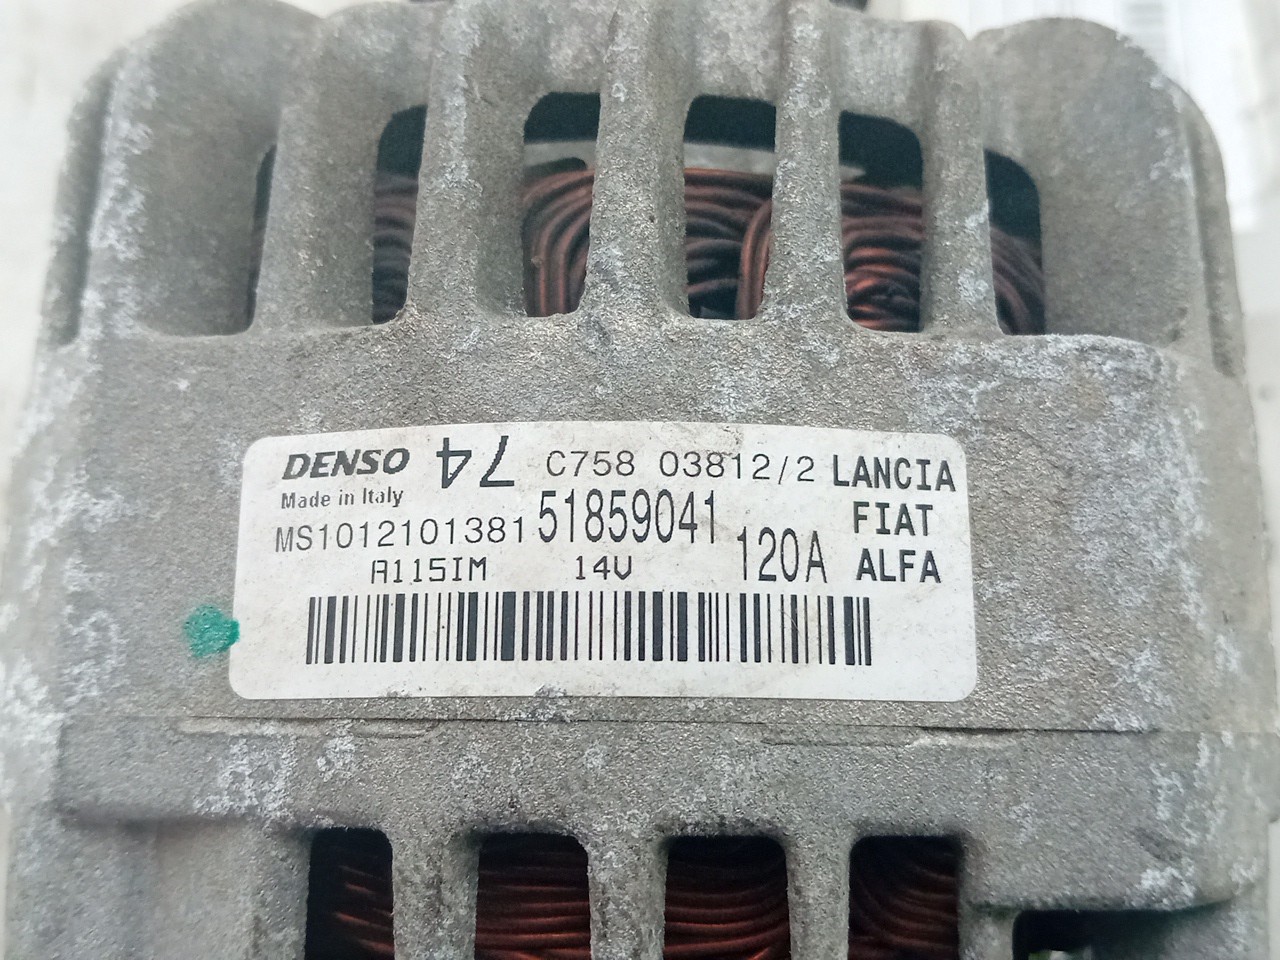 DENSO 74 C758 03812/2 LANCIA
Made in Italy 51859041 FIAT
MS1012101381 120A ALFA
A115IM 14V